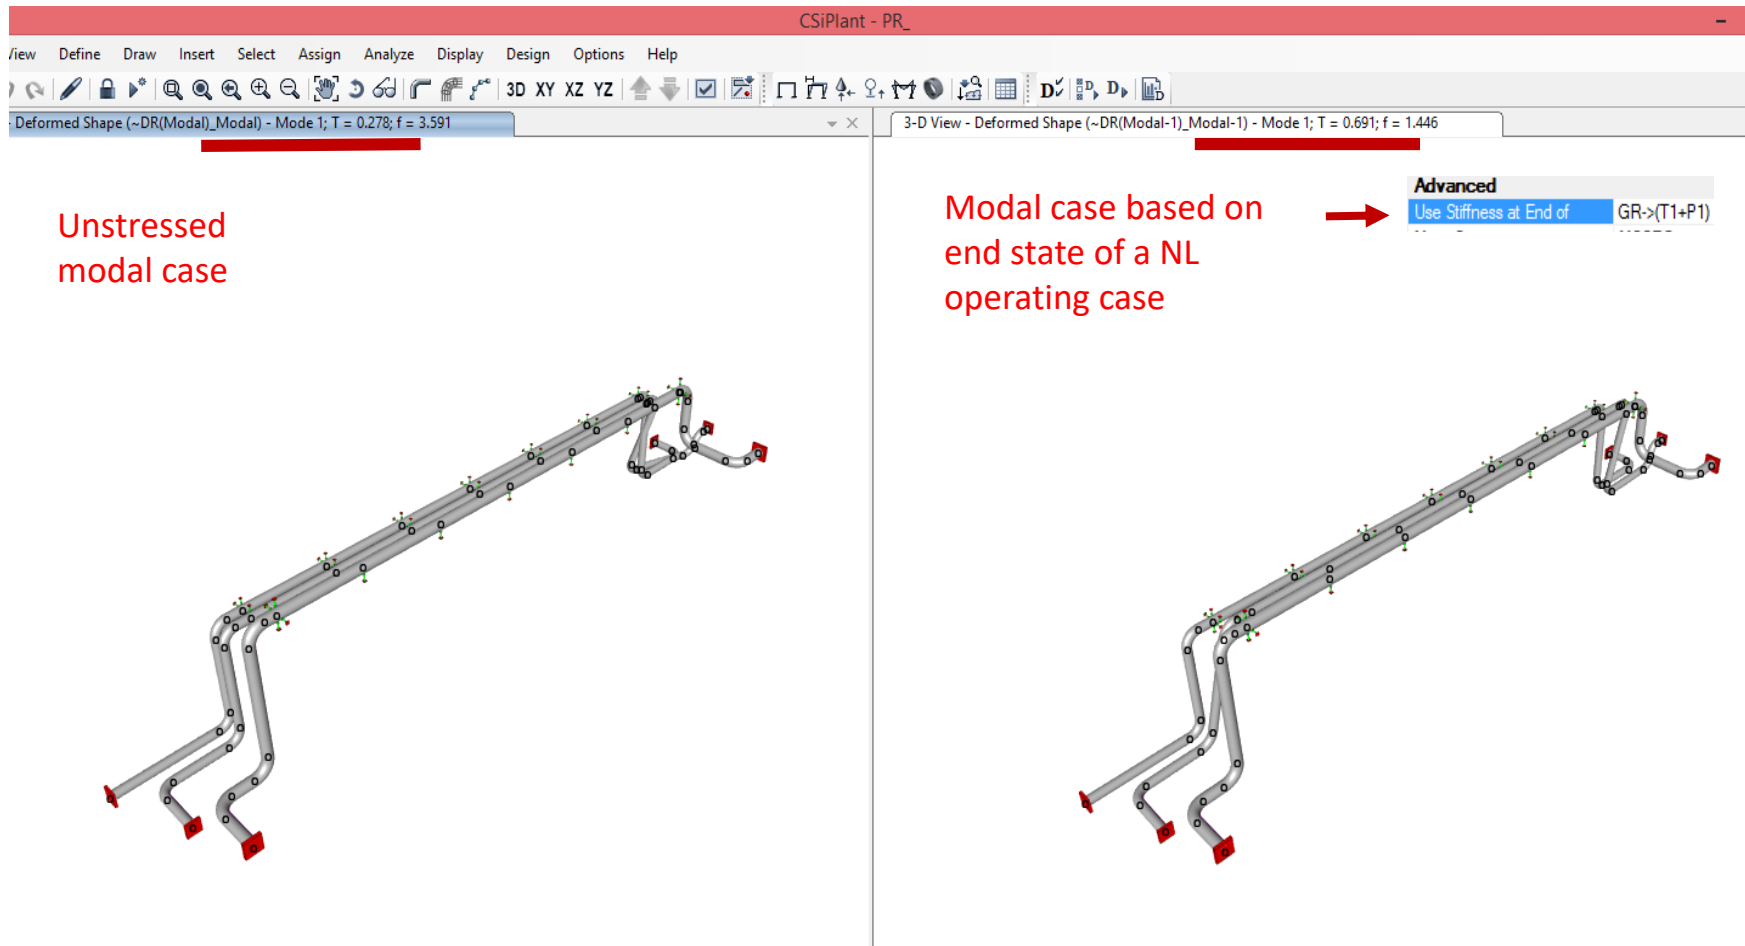 CSiPlant - PR_
View Define Draw Insert Select Assign Analyze Display Design Options Help
3D XY XZ YZ
- Deformed Shape (~DR(Modal)_Modal) - Mode 1; T = 0.278; f = 3.591
3-D View - Deformed Shape (~DR(Modal-1)_Modal-1) - Mode 1; T = 0.691; f = 1.446
Unstressed
modal case
Modal case based on
end state of a NL
operating case
Advanced
Use Stiffness at End of GR->(T1+P1)